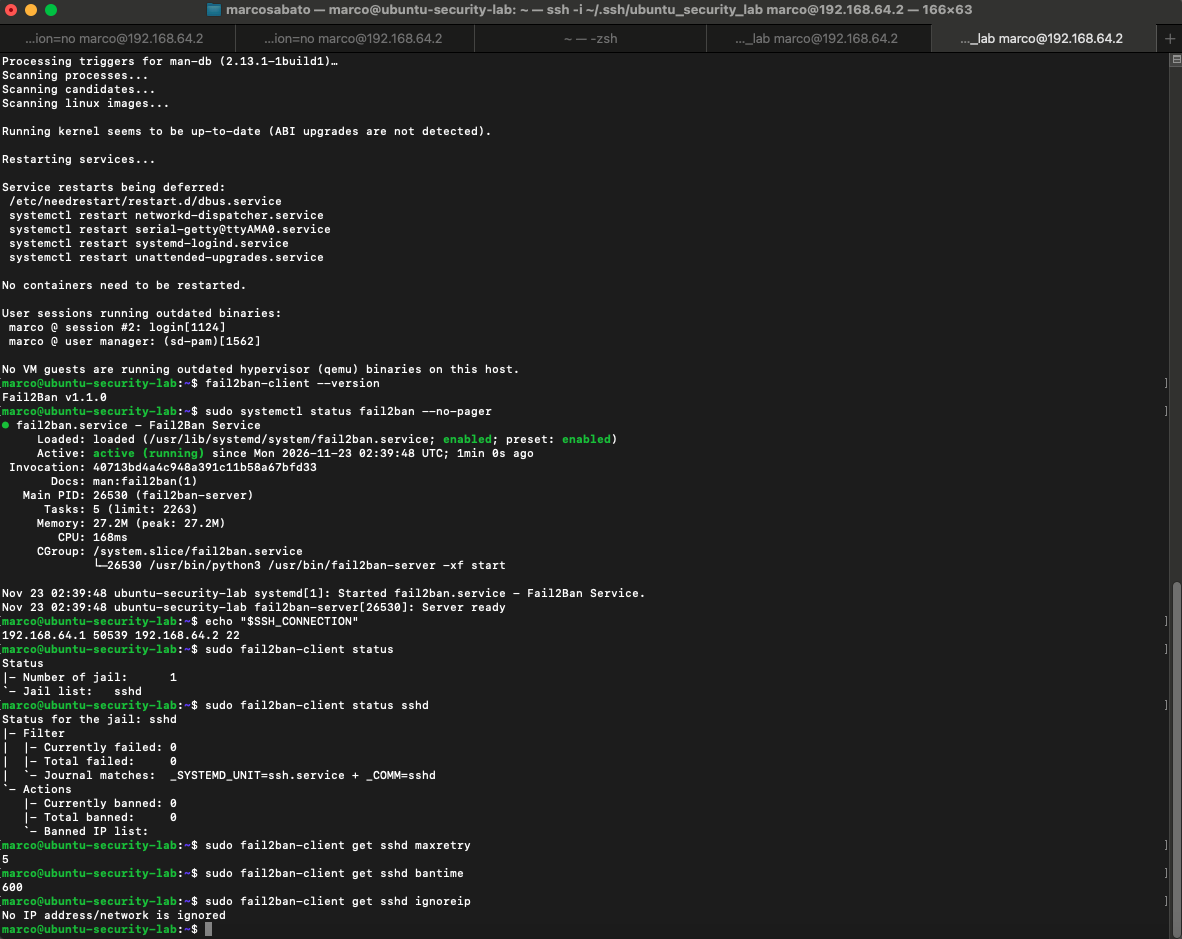 marcosabato — marco@ubuntu-security-lab: ~ — ssh -i ~/.ssh/ubuntu_security_lab marco@192.168.64.2 — 166×63
...ion=no marco@192.168.64.2
...ion=no marco@192.168.64.2
~ — -zsh
..._lab marco@192.168.64.2
..._lab marco@192.168.64.2
Processing triggers for man-db (2.13.1-1build1)…
Scanning processes...
Scanning candidates...
Scanning linux images...
Running kernel seems to be up-to-date (ABI upgrades are not detected).
Restarting services...
Service restarts being deferred:
 /etc/needrestart/restart.d/dbus.service
 systemctl restart networkd-dispatcher.service
 systemctl restart serial-getty@ttyAMA0.service
 systemctl restart systemd-logind.service
 systemctl restart unattended-upgrades.service
No containers need to be restarted.
User sessions running outdated binaries:
 marco @ session #2: login[1124]
 marco @ user manager: (sd-pam)[1562]
No VM guests are running outdated hypervisor (qemu) binaries on this host.
[marco@ubuntu-security-lab:~$ fail2ban-client --version ]
Fail2Ban v1.1.0
[marco@ubuntu-security-lab:~$ sudo systemctl status fail2ban --no-pager ]
● fail2ban.service - Fail2Ban Service
     Loaded: loaded (/usr/lib/systemd/system/fail2ban.service; enabled; preset: enabled)
     Active: active (running) since Mon 2026-11-23 02:39:48 UTC; 1min 0s ago
 Invocation: 40713bd4a4c948a391c11b58a67bfd33
       Docs: man:fail2ban(1)
   Main PID: 26530 (fail2ban-server)
      Tasks: 5 (limit: 2263)
     Memory: 27.2M (peak: 27.2M)
        CPU: 168ms
     CGroup: /system.slice/fail2ban.service
             └─26530 /usr/bin/python3 /usr/bin/fail2ban-server -xf start
Nov 23 02:39:48 ubuntu-security-lab systemd[1]: Started fail2ban.service - Fail2Ban Service.
Nov 23 02:39:48 ubuntu-security-lab fail2ban-server[26530]: Server ready
[marco@ubuntu-security-lab:~$ echo "$SSH_CONNECTION" ]
192.168.64.1 50539 192.168.64.2 22
[marco@ubuntu-security-lab:~$ sudo fail2ban-client status ]
Status
|- Number of jail:      1
`- Jail list:   sshd
[marco@ubuntu-security-lab:~$ sudo fail2ban-client status sshd ]
Status for the jail: sshd
|- Filter
|  |- Currently failed: 0
|  |- Total failed:     0
|  `- Journal matches:  _SYSTEMD_UNIT=ssh.service + _COMM=sshd
`- Actions
   |- Currently banned: 0
   |- Total banned:     0
   `- Banned IP list:
[marco@ubuntu-security-lab:~$ sudo fail2ban-client get sshd maxretry ]
5
[marco@ubuntu-security-lab:~$ sudo fail2ban-client get sshd bantime ]
600
[marco@ubuntu-security-lab:~$ sudo fail2ban-client get sshd ignoreip ]
No IP address/network is ignored
marco@ubuntu-security-lab:~$